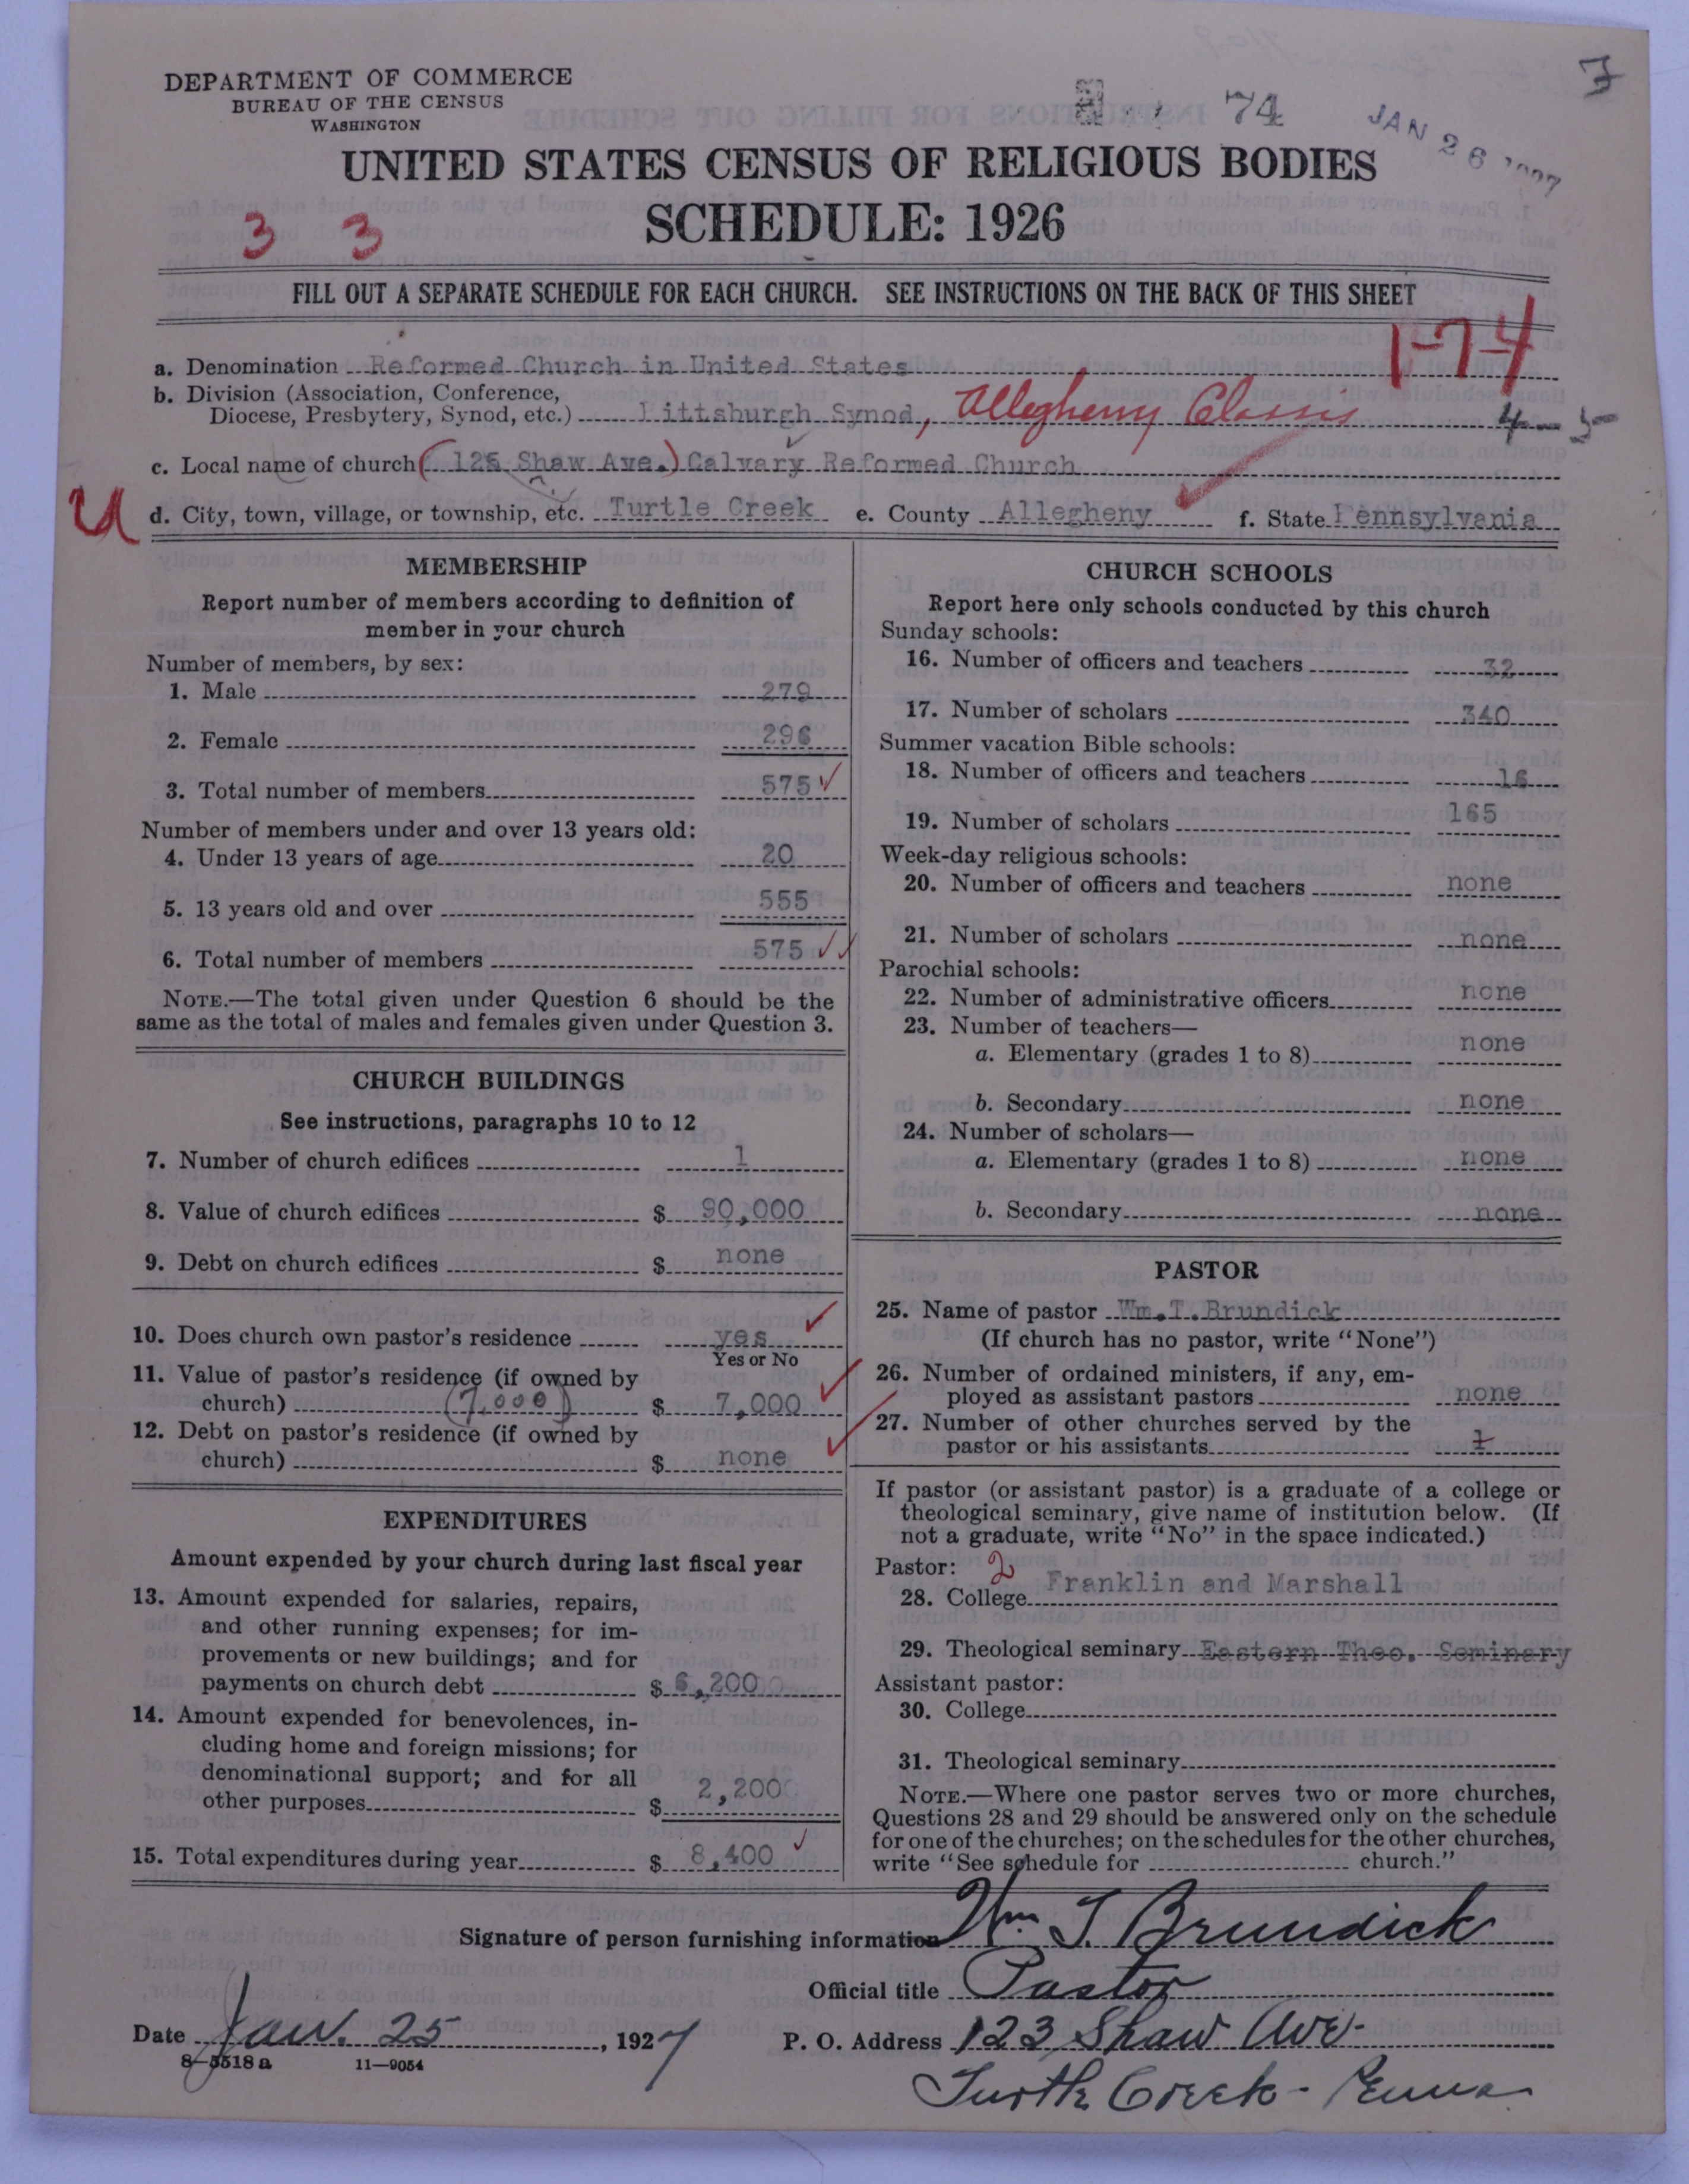 DEPARTMENT OF COMMERCE
BUREAU OF THE CENSUS
WASHINGTON
74
JAN 26
UNITED STATES CENSUS OF RELIGIOUS BODIES
SCHEDULE: 1926
3 3
FILL OUT A SEPARATE SCHEDULE FOR EACH CHURCH. SEE INSTRUCTIONS ON THE BACK OF THIS SHEET
1-74
a. Denomination Reformed Church in United States
b. Division (Association, Conference,
Diocese, Presbytery, Synod, etc.) Pittsburgh Synod, Allegheny Classis 4-5
c. Local name of church (125 Shaw Ave.) Calvary Reformed Church
U
d. City, town, village, or township, etc. Turtle Creek e. County Allegheny f. State Pennsylvania
MEMBERSHIP
Report number of members according to definition of
member in your church
Number of members, by sex:
1. Male 279
2. Female 296
3. Total number of members 575 ✓
Number of members under and over 13 years old:
4. Under 13 years of age 20
5. 13 years old and over 555
6. Total number of members 575 ✓✓
NOTE.—The total given under Question 6 should be the
same as the total of males and females given under Question 3.
CHURCH BUILDINGS
See instructions, paragraphs 10 to 12
7. Number of church edifices 1
8. Value of church edifices $ 90,000
9. Debt on church edifices $ none
10. Does church own pastor's residence yes ✓
Yes or No
11. Value of pastor's residence (if owned by
church) (7,000) $ 7,000 ✓
12. Debt on pastor's residence (if owned by
church) $ none ✓
EXPENDITURES
Amount expended by your church during last fiscal year
13. Amount expended for salaries, repairs,
and other running expenses; for im-
provements or new buildings; and for
payments on church debt $ 6,200
14. Amount expended for benevolences, in-
cluding home and foreign missions; for
denominational support; and for all
other purposes $ 2,200
15. Total expenditures during year $ 8,400 ✓
CHURCH SCHOOLS
Report here only schools conducted by this church
Sunday schools:
16. Number of officers and teachers 32
17. Number of scholars 340
Summer vacation Bible schools:
18. Number of officers and teachers 16
19. Number of scholars 165
Week-day religious schools:
20. Number of officers and teachers none
21. Number of scholars none
Parochial schools:
22. Number of administrative officers none
23. Number of teachers—
a. Elementary (grades 1 to 8) none
b. Secondary none
24. Number of scholars—
a. Elementary (grades 1 to 8) none
b. Secondary none
PASTOR
25. Name of pastor Wm.T.Brundick
(If church has no pastor, write "None")
26. Number of ordained ministers, if any, em-
ployed as assistant pastors none
27. Number of other churches served by the
pastor or his assistants 1
If pastor (or assistant pastor) is a graduate of a college or
theological seminary, give name of institution below. (If
not a graduate, write "No" in the space indicated.)
Pastor: 2
28. College Franklin and Marshall
29. Theological seminary Eastern Theo. Seminary
Assistant pastor:
30. College
31. Theological seminary
NOTE.—Where one pastor serves two or more churches,
Questions 28 and 29 should be answered only on the schedule
for one of the churches; on the schedules for the other churches,
write "See schedule for church."
Signature of person furnishing information Wm T. Brundick
Official title Pastor
Date Jan. 25, 1927 P. O. Address 123 Shaw Ave-
8-5518 a 11-9054
Turtle Creek - Penna